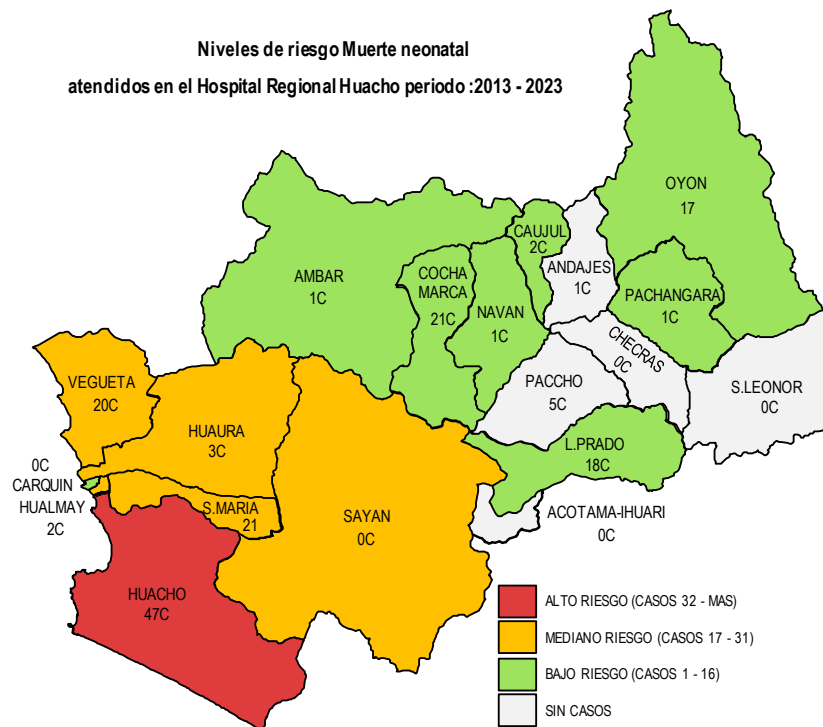 Niveles de riesgo Muerte neonatal
atendidos en el Hospital Regional Huacho periodo :2013 - 2023
OYON
17
CAUJUL
2C
ANDAJES
1C
AMBAR
1C
COCHA
MARCA
21C
NAVAN
1C
PACHANGARA
1C
CHECRAS
0C
VEGUETA
20C
PACCHO
5C
S.LEONOR
0C
HUAURA
3C
L.PRADO
18C
0C
CARQUIN
HUALMAY
2C
S.MARIA
21
SAYAN
0C
ACOTAMA-IHUARI
0C
HUACHO
47C
ALTO RIESGO (CASOS 32 - MAS)
MEDIANO RIESGO (CASOS 17 - 31)
BAJO RIESGO (CASOS 1 - 16)
SIN CASOS